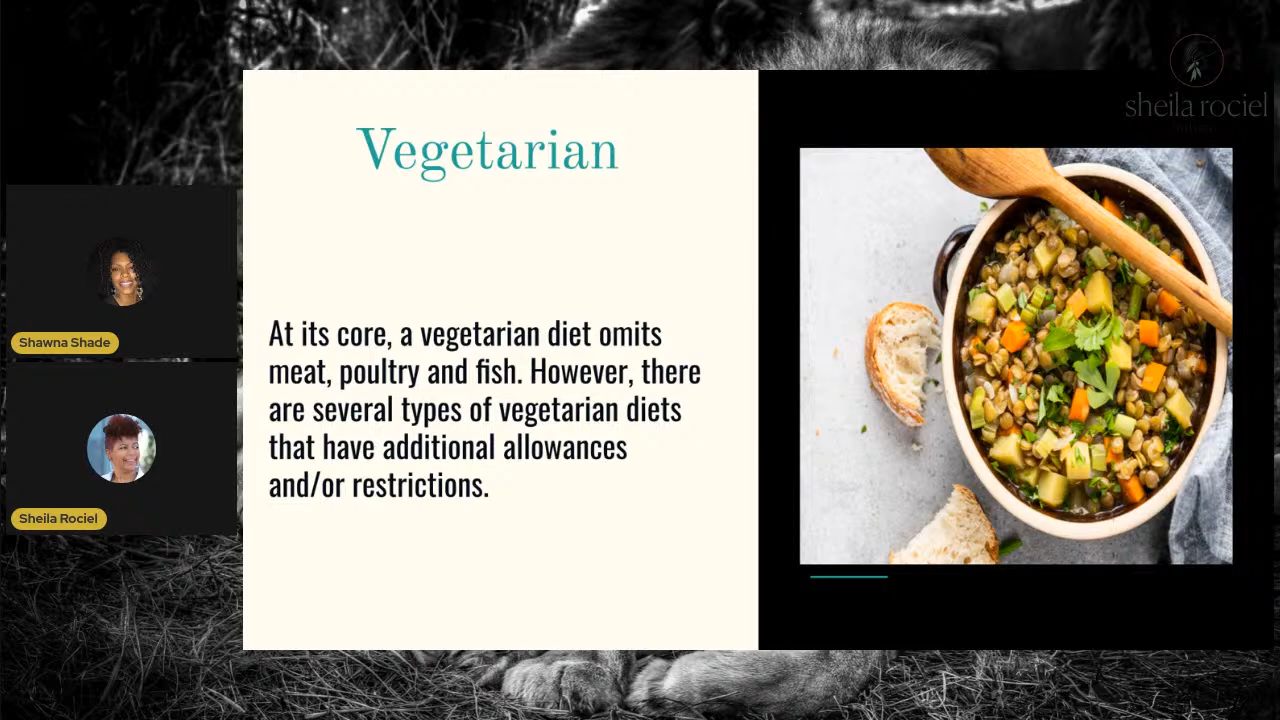 sheila rociel
Vegetarian
Shawna Shade
At its core, a vegetarian diet omits
meat, poultry and fish. However, there
are several types of vegetarian diets
that have additional allowances
and/or restrictions.
Sheila Rociel